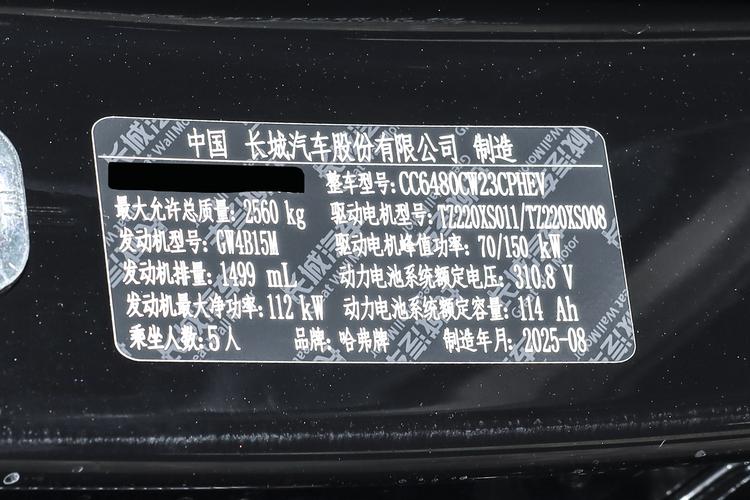 中国 长城汽车股份有限公司 制造
整车型号:CC6480CW23CPHEV
最大允许总质量: 2560 kg 驱动电机型号:TZ220XS011/TZ220XS008
发动机型号: GW4B15M 驱动电机峰值功率: 70/150 kW
发动机排量: 1499 mL 动力电池系统额定电压: 310.8 V
发动机最大净功率: 112 kW 动力电池系统额定容量: 114 Ah
乘坐人数: 5 人 品牌: 哈弗牌 制造年月: 2025-08